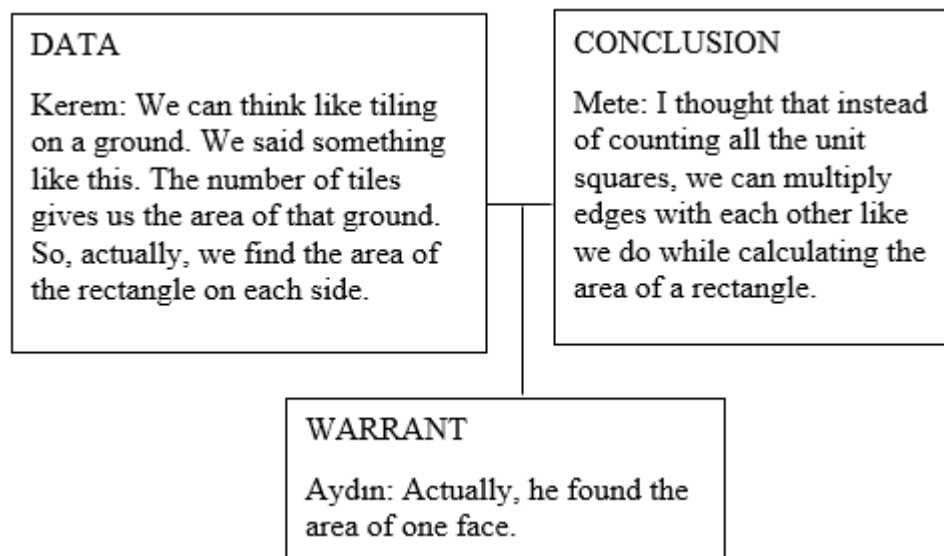 DATA
Kerem: We can think like tiling
on a ground. We said something
like this. The number of tiles
gives us the area of that ground.
So, actually, we find the area of
the rectangle on each side.
CONCLUSION
Mete: I thought that instead
of counting all the unit
squares, we can multiply
edges with each other like
we do while calculating the
area of a rectangle.
WARRANT
Aydın: Actually, he found the
area of one face.